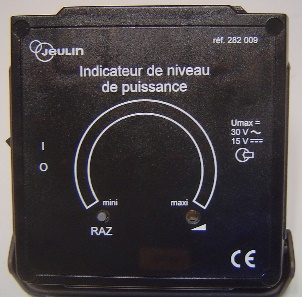 Jeulin
réf. 282 009
Indicateur de niveau
de puissance
Umax =
30 V ~
15 V ⎓
I
O
mini
maxi
RAZ
CE